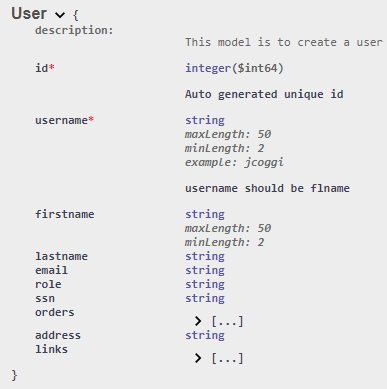 User {
description:
This model is to create a user
id* integer($int64)
Auto generated unique id
username* string
maxLength: 50
minLength: 2
example: jcoggi
username should be flname
firstname string
maxLength: 50
minLength: 2
lastname string
email string
role string
ssn string
orders
[...]
address string
links
[...]
}